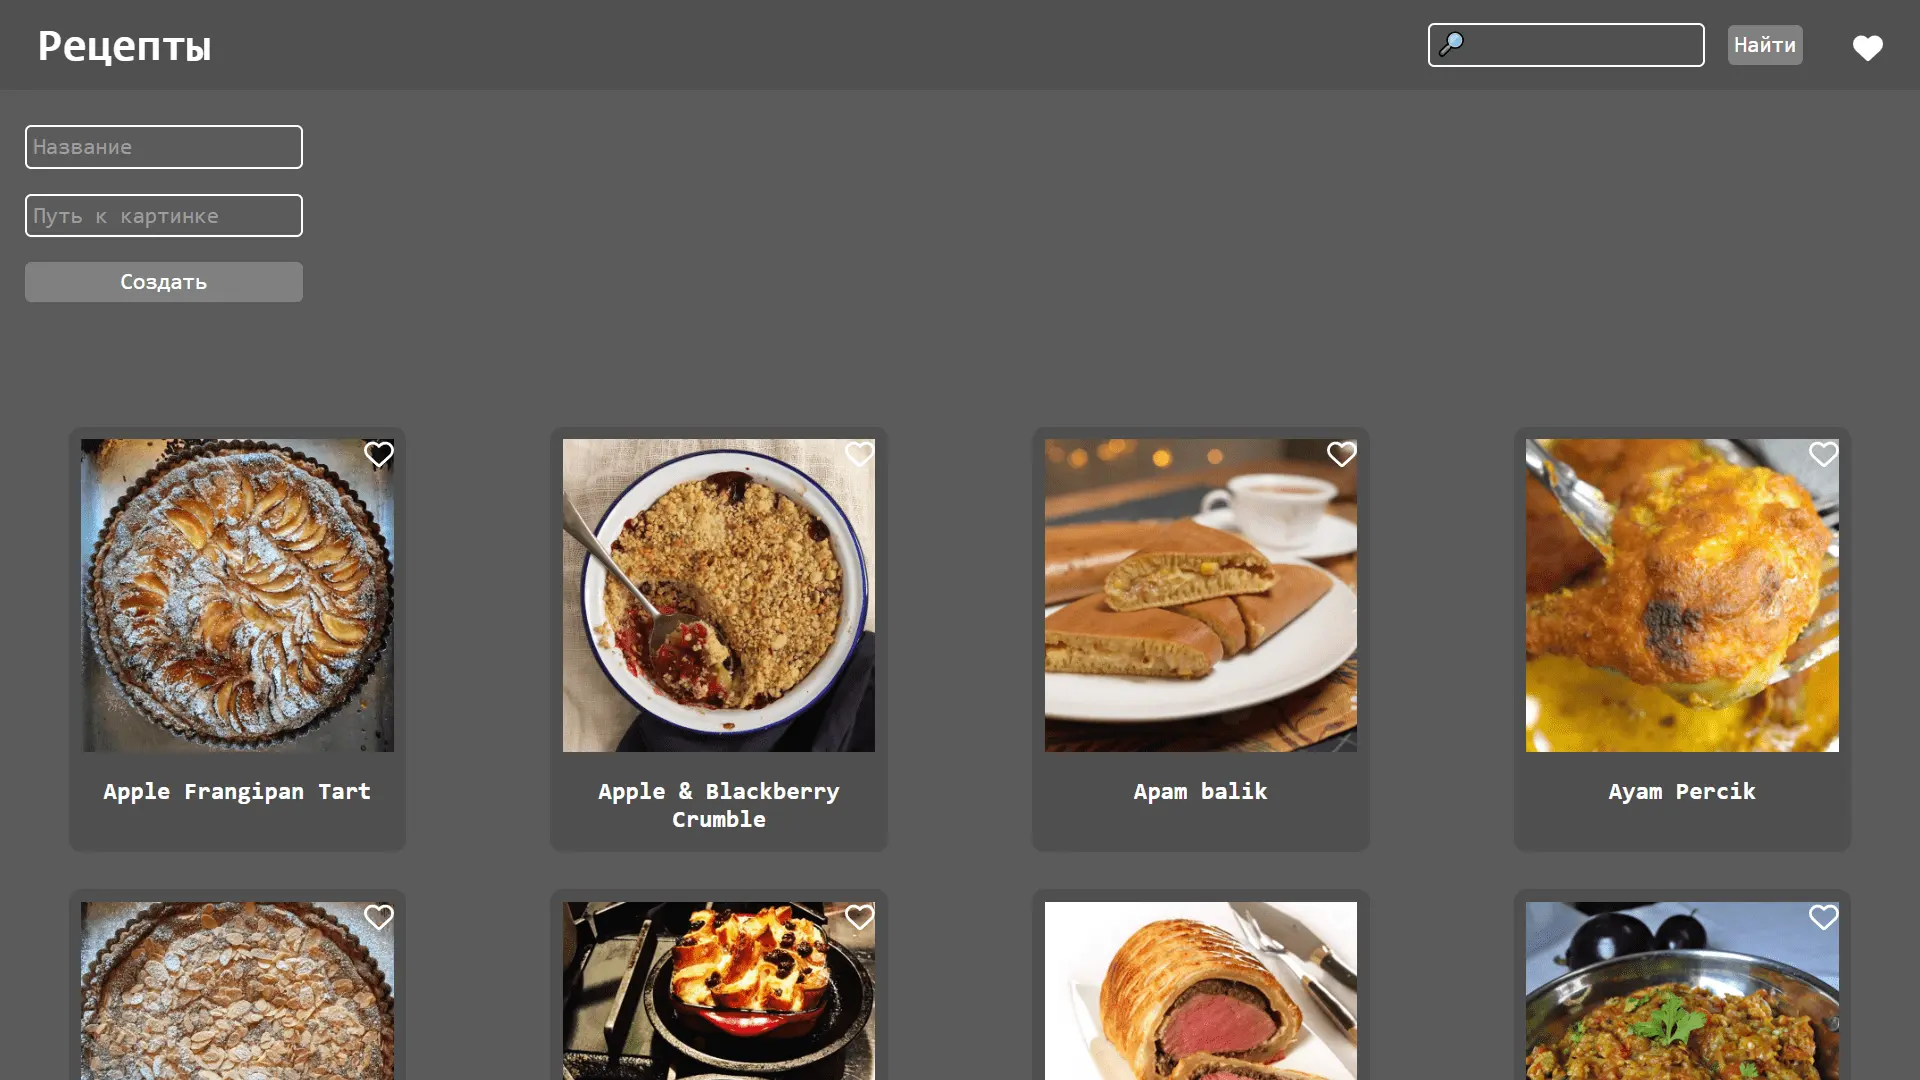 Рецепты
Найти
Название
Путь к картинке
Создать
Apple Frangipan Tart
Apple & Blackberry
Crumble
Apam balik
Ayam Percik